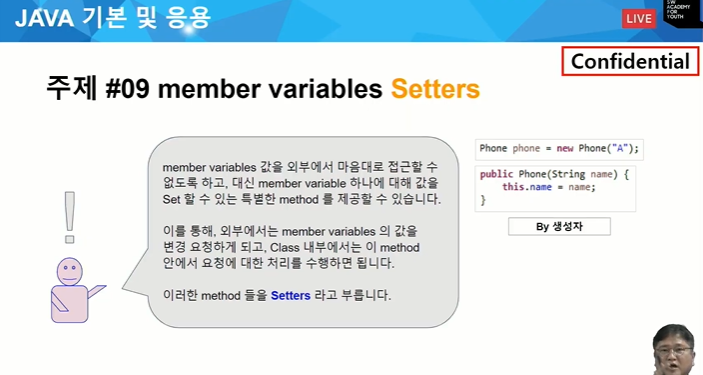 JAVA 기본 및 응용
LIVE
SW ACADEMY
FOR
YOUTH
Confidential
주제 #09 member variables Setters
member variables 값을 외부에서 마음대로 접근할 수
없도록 하고, 대신 member variable 하나에 대해 값을
Set 할 수 있는 특별한 method 를 제공할 수 있습니다.
이를 통해, 외부에서는 member variables 의 값을
변경 요청하게 되고, Class 내부에서는 이 method
안에서 요청에 대한 처리를 수행하면 됩니다.
이러한 method 들을 Setters 라고 부릅니다.
Phone phone = new Phone("A");
public Phone(String name) {
this.name = name;
}
By 생성자